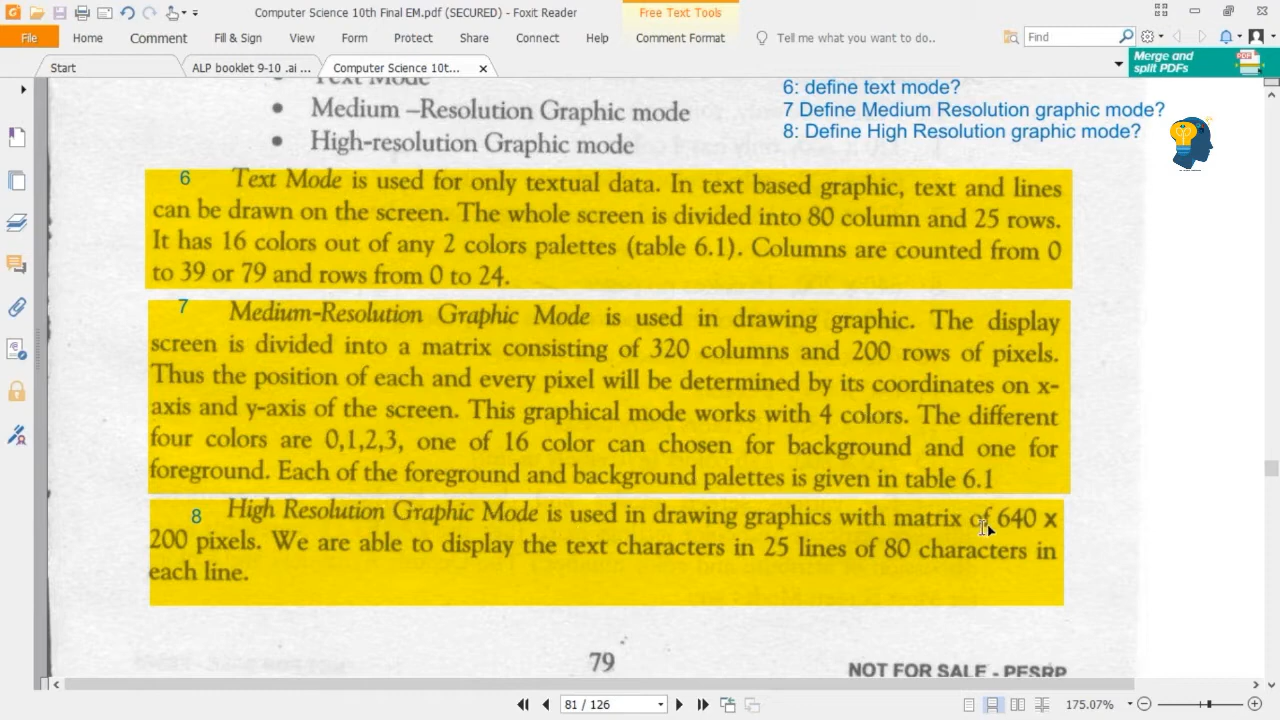 Computer Science 10th Final EM.pdf (SECURED) - Foxit Reader
Free Text Tools
File Home Comment Fill & Sign View Form Protect Share Connect Help Comment Format Tell me what you want to do.. Find
Start ALP booklet 9-10 .ai ... Computer Science 10t...
Merge and
split PDFs
PDF
Text Mode
• Medium –Resolution Graphic mode
• High-resolution Graphic mode
6: define text mode?
7 Define Medium Resolution graphic mode?
8: Define High Resolution graphic mode?
6 Text Mode is used for only textual data. In text based graphic, text and lines
can be drawn on the screen. The whole screen is divided into 80 column and 25 rows.
It has 16 colors out of any 2 colors palettes (table 6.1). Columns are counted from 0
to 39 or 79 and rows from 0 to 24.
7 Medium-Resolution Graphic Mode is used in drawing graphic. The display
screen is divided into a matrix consisting of 320 columns and 200 rows of pixels.
Thus the position of each and every pixel will be determined by its coordinates on x-
axis and y-axis of the screen. This graphical mode works with 4 colors. The different
four colors are 0,1,2,3, one of 16 color can chosen for background and one for
foreground. Each of the foreground and background palettes is given in table 6.1
8 High Resolution Graphic Mode is used in drawing graphics with matrix of 640 x
200 pixels. We are able to display the text characters in 25 lines of 80 characters in
each line.
79
NOT FOR SALE - PESRP
81 / 126
175.07%